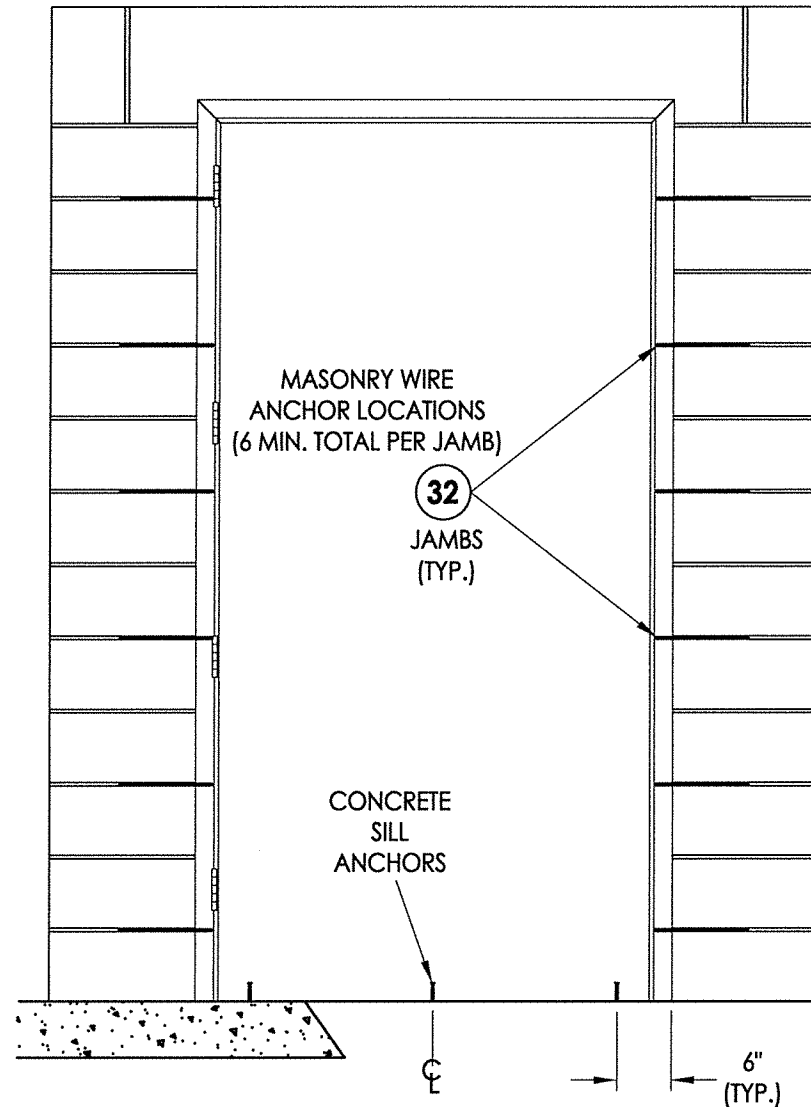 MASONRY WIRE
ANCHOR LOCATIONS
(6 MIN. TOTAL PER JAMB)
32
JAMBS
(TYP.)
CONCRETE
SILL
ANCHORS
℄
6"
(TYP.)